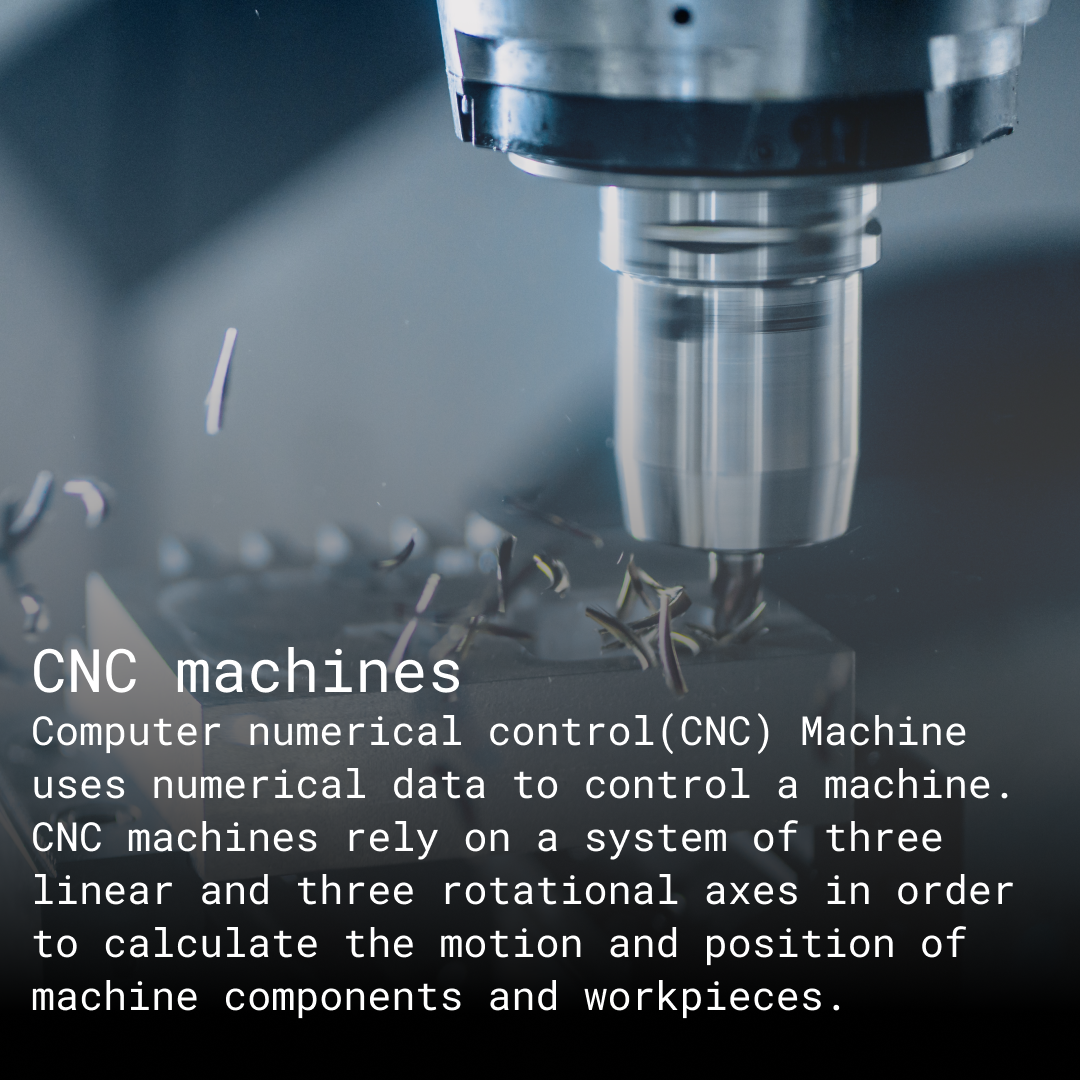 CNC machines
Computer numerical control(CNC) Machine
uses numerical data to control a machine.
CNC machines rely on a system of three
linear and three rotational axes in order
to calculate the motion and position of
machine components and workpieces.